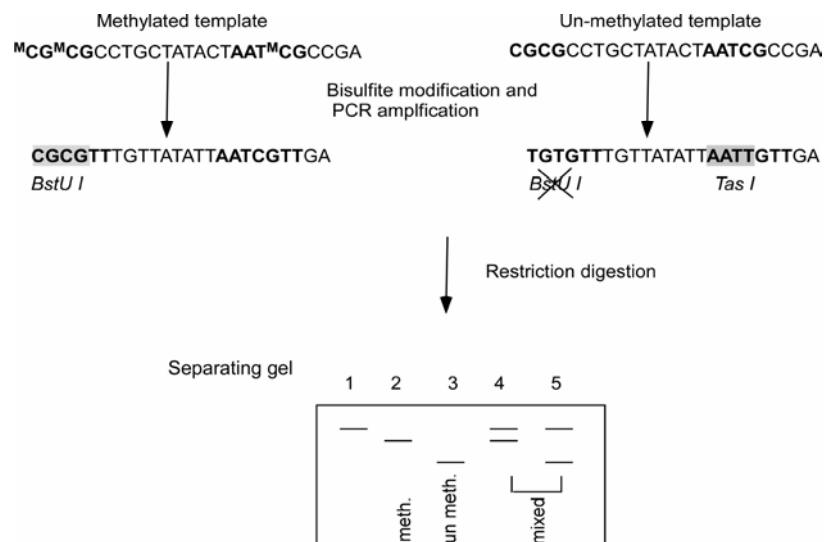 Methylated template
Un-methylated template
ᴹCGᴹCGCCTGCTATACTAATᴹCGCCGA
CGCGCCTGCTATACTAATCGCCGA
Bisulfite modification and
PCR amplfication
CGCGTTTGTTATATTAATCGTTGA
TGTGTTTGTTATATTAATTGTTGA
BstU I
BstU I
Tas I
Restriction digestion
Separating gel
1 2 3 4 5
meth.
un meth.
mixed